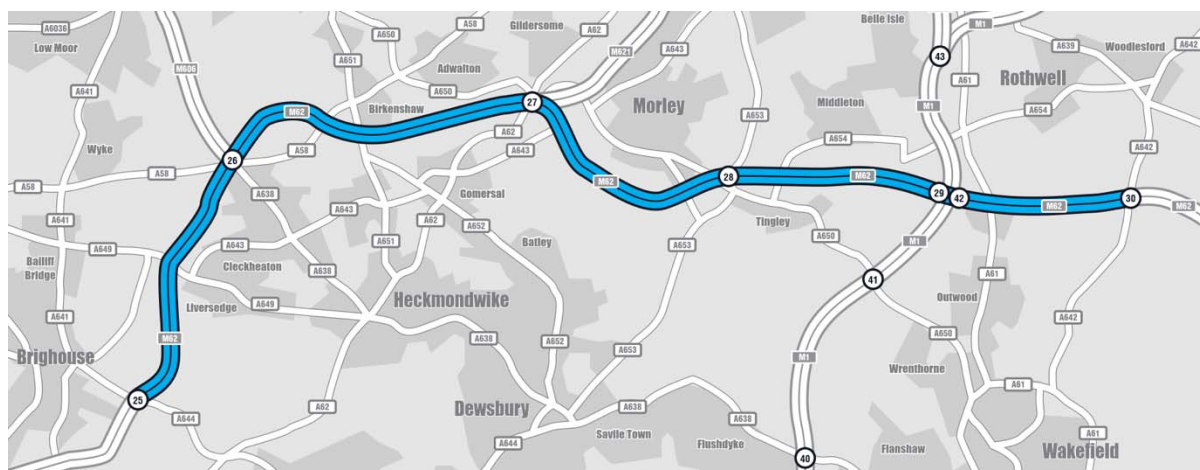 A6036
A58
Gildersome
A62
Belle Isle
M1
Low Moor
A650
M621
A643
43
A639
Woodlesford
A642
M606
A651
Adwalton
A61
Rothwell
A641
A650
27
Morley
Middleton
A654
M62
Birkenshaw
M1
A653
Wyke
A62
A654
A58
26
A643
A642
A58
A58
28
M62
29
42
30
A638
Gomersal
M62
M62
M62
A641
A643
A62
A652
Tingley
A650
M1
A649
A643
A651
Batley
A653
Bailiff
Bridge
Cleckheaton
A638
41
A61
Liversedge
A649
Heckmondwike
Outwood
A641
A642
M62
A638
A652
A650
Brighouse
A653
M1
Wrenthorne
A61
25
A62
Dewsbury
A638
A644
A638
A61
A644
Savile Town
Flushdyke
Flanshaw
Wakefield
40